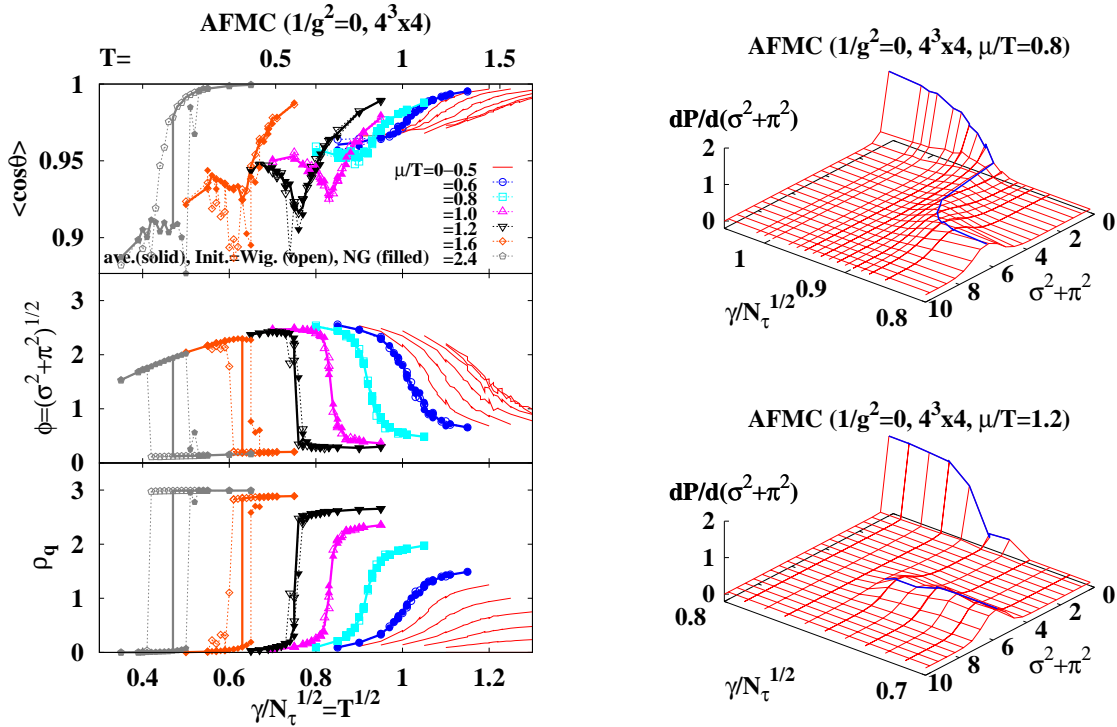 AFMC (1/g²=0, 4³x4)
T= 0.5 1 1.5
1
0.95
0.9
<cosθ>
μ/T=0−0.5
=0.6
=0.8
=1.0
=1.2
=1.6
=2.4
ave.(solid), Init.=Wig. (open), NG (filled)
3
2
1
0
ϕ=(σ²+π²)^1/2
3
2
1
0
ρq
0.4 0.6 0.8 1 1.2
γ/Nτ^1/2=T^1/2
AFMC (1/g²=0, 4³x4, μ/T=0.8)
dP/d(σ²+π²)
2
1
0
1
0.9
0.8
γ/Nτ^1/2
10 8 6 4 2 0
σ²+π²
AFMC (1/g²=0, 4³x4, μ/T=1.2)
dP/d(σ²+π²)
2
1
0
0.8
0.7
γ/Nτ^1/2
10 8 6 4 2 0
σ²+π²